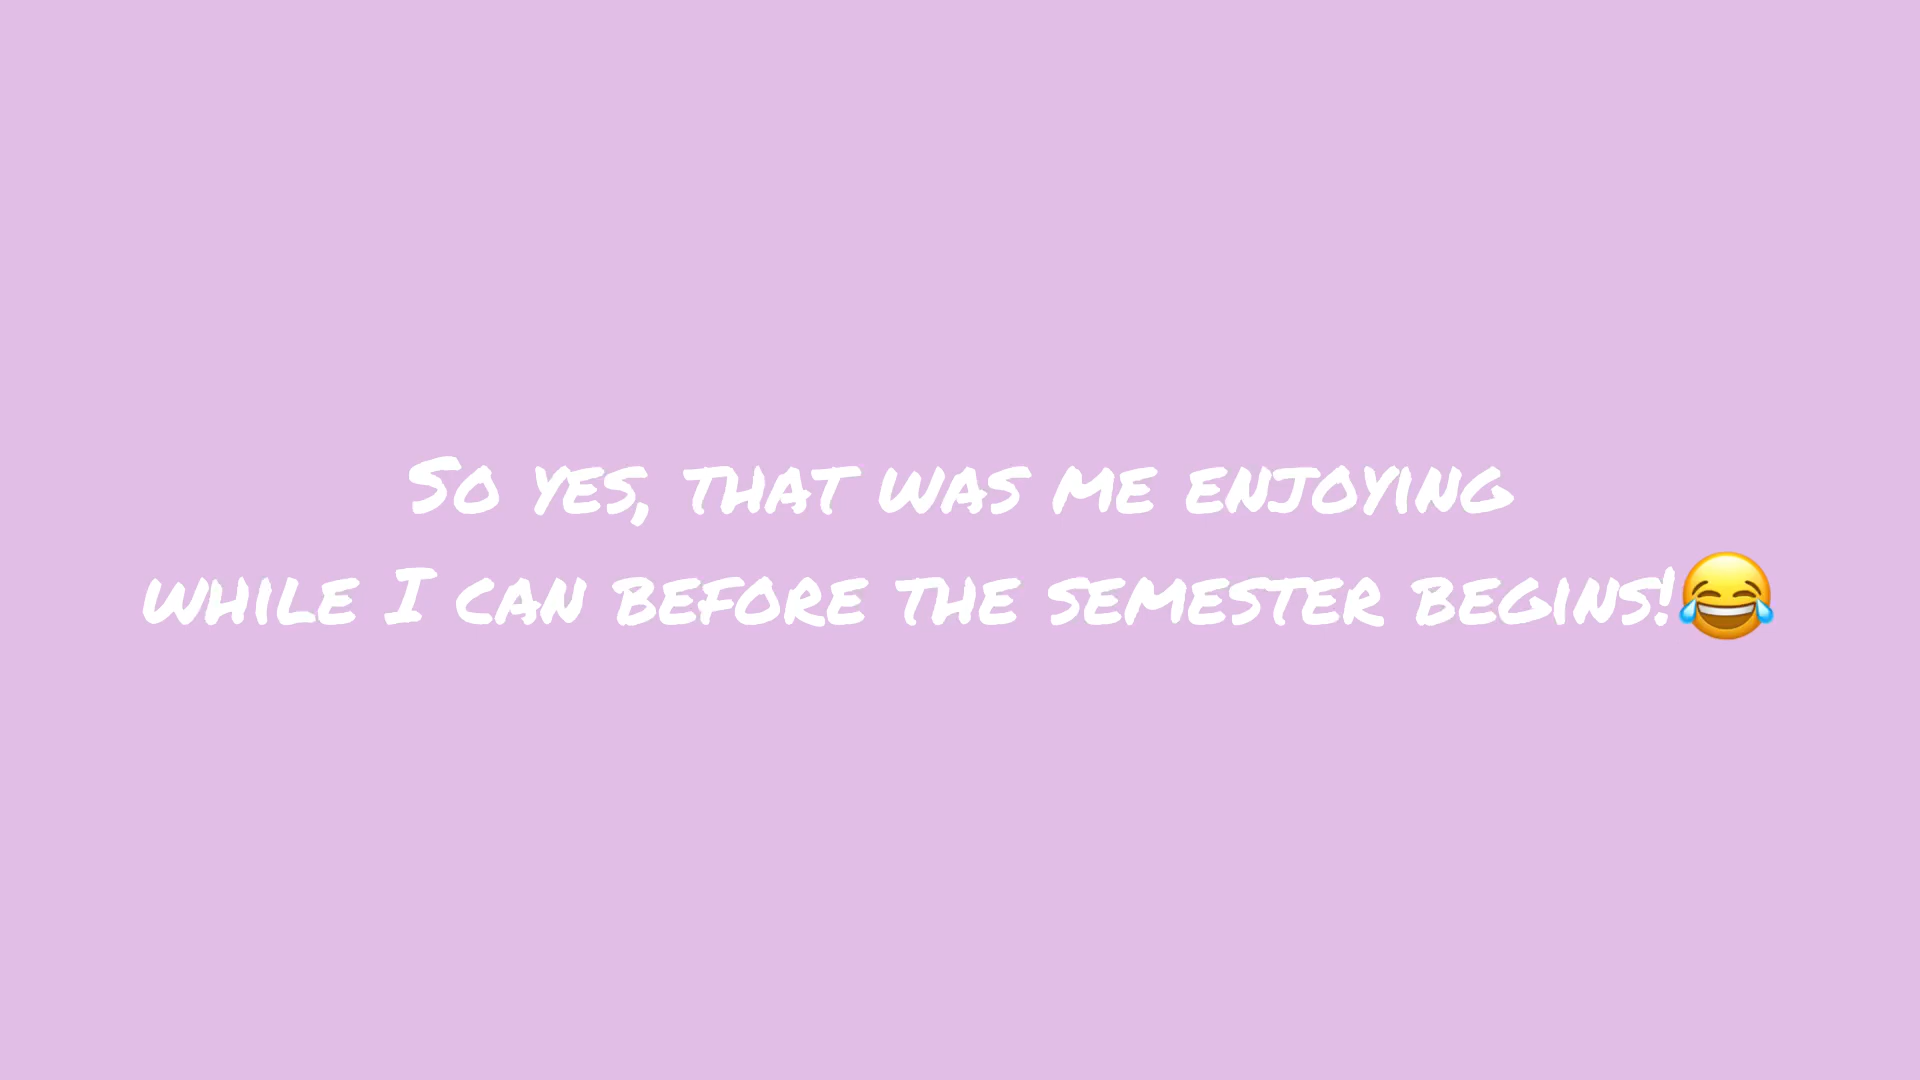 So yes, that was me enjoying
while I can before the semester begins!😂